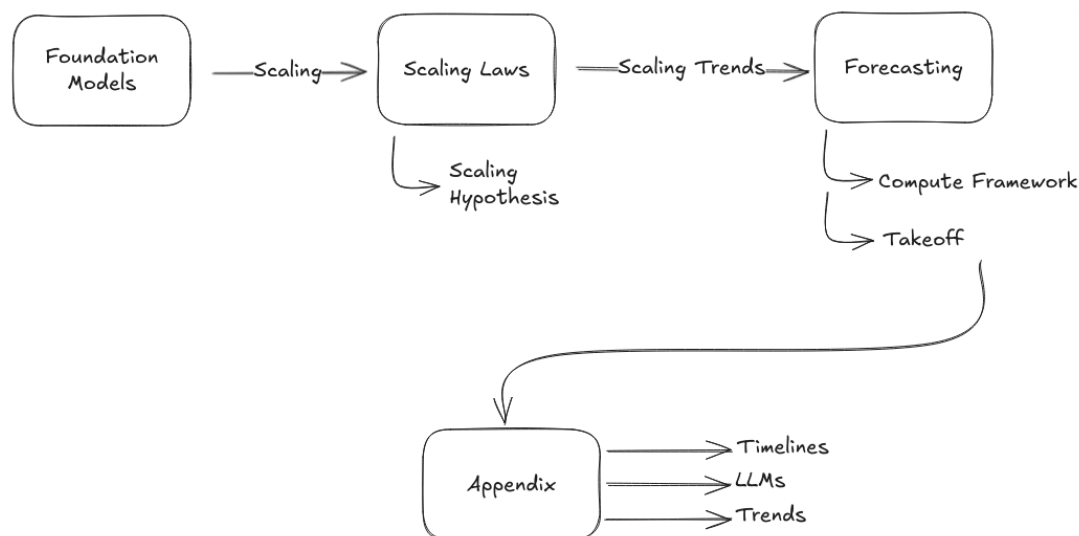 Foundation
Models
Scaling
Scaling Laws
Scaling Trends
Forecasting
Scaling
Hypothesis
Compute Framework
Takeoff
Appendix
Timelines
LLMs
Trends